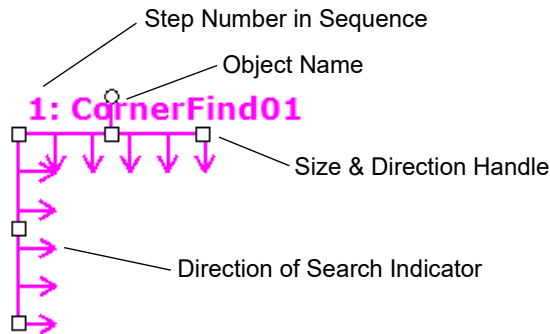 Step Number in Sequence
Object Name
1: CornerFind01
Size & Direction Handle
Direction of Search Indicator